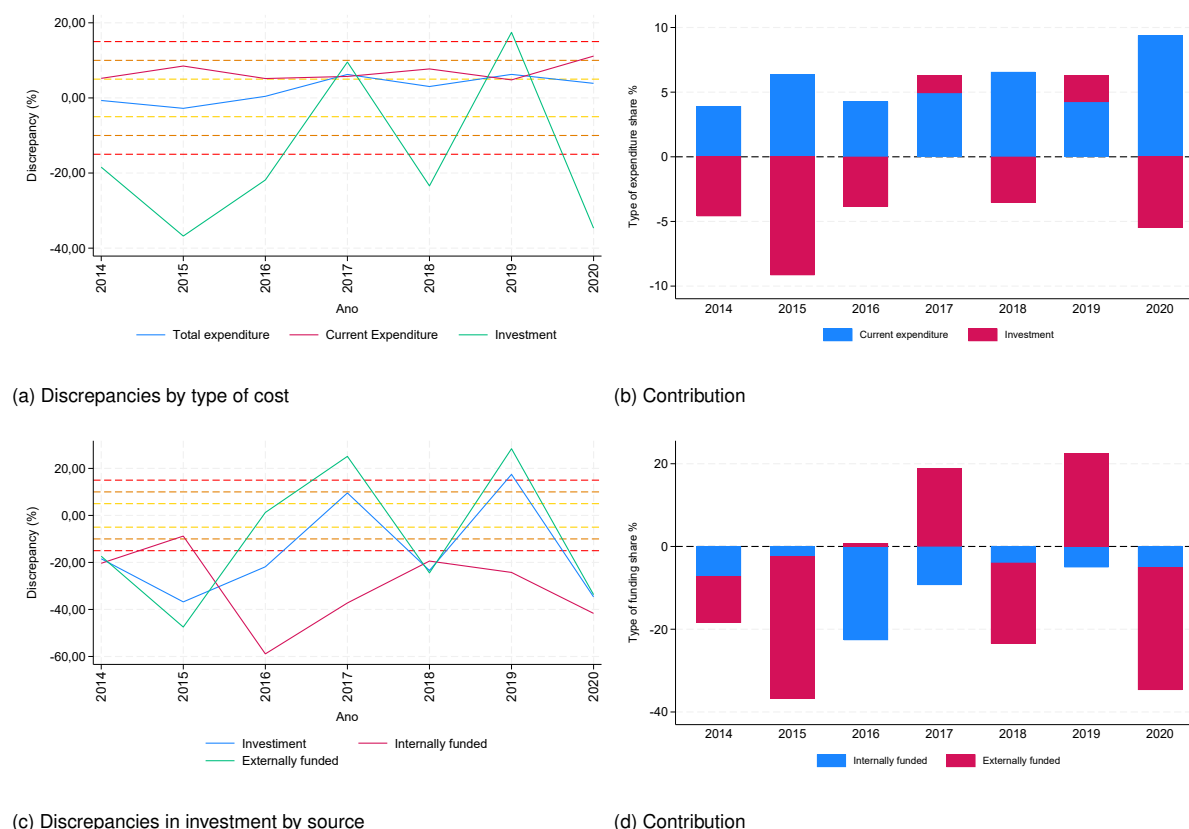 20,00
0,00
-20,00
-40,00
Discrepancy (%)
2014
2015
2016
2017
2018
2019
2020
Ano
Total expenditure
Current Expenditure
Investment
(a) Discrepancies by type of cost
10
5
0
-5
-10
Type of expenditure share %
2014
2015
2016
2017
2018
2019
2020
Current expenditure
Investment
(b) Contribution
20,00
0,00
-20,00
-40,00
-60,00
Discrepancy (%)
2014
2015
2016
2017
2018
2019
2020
Ano
Investiment
Internally funded
Externally funded
(c) Discrepancies in investment by source
20
0
-20
-40
Type of funding share %
2014
2015
2016
2017
2018
2019
2020
Internally funded
Externally funded
(d) Contribution